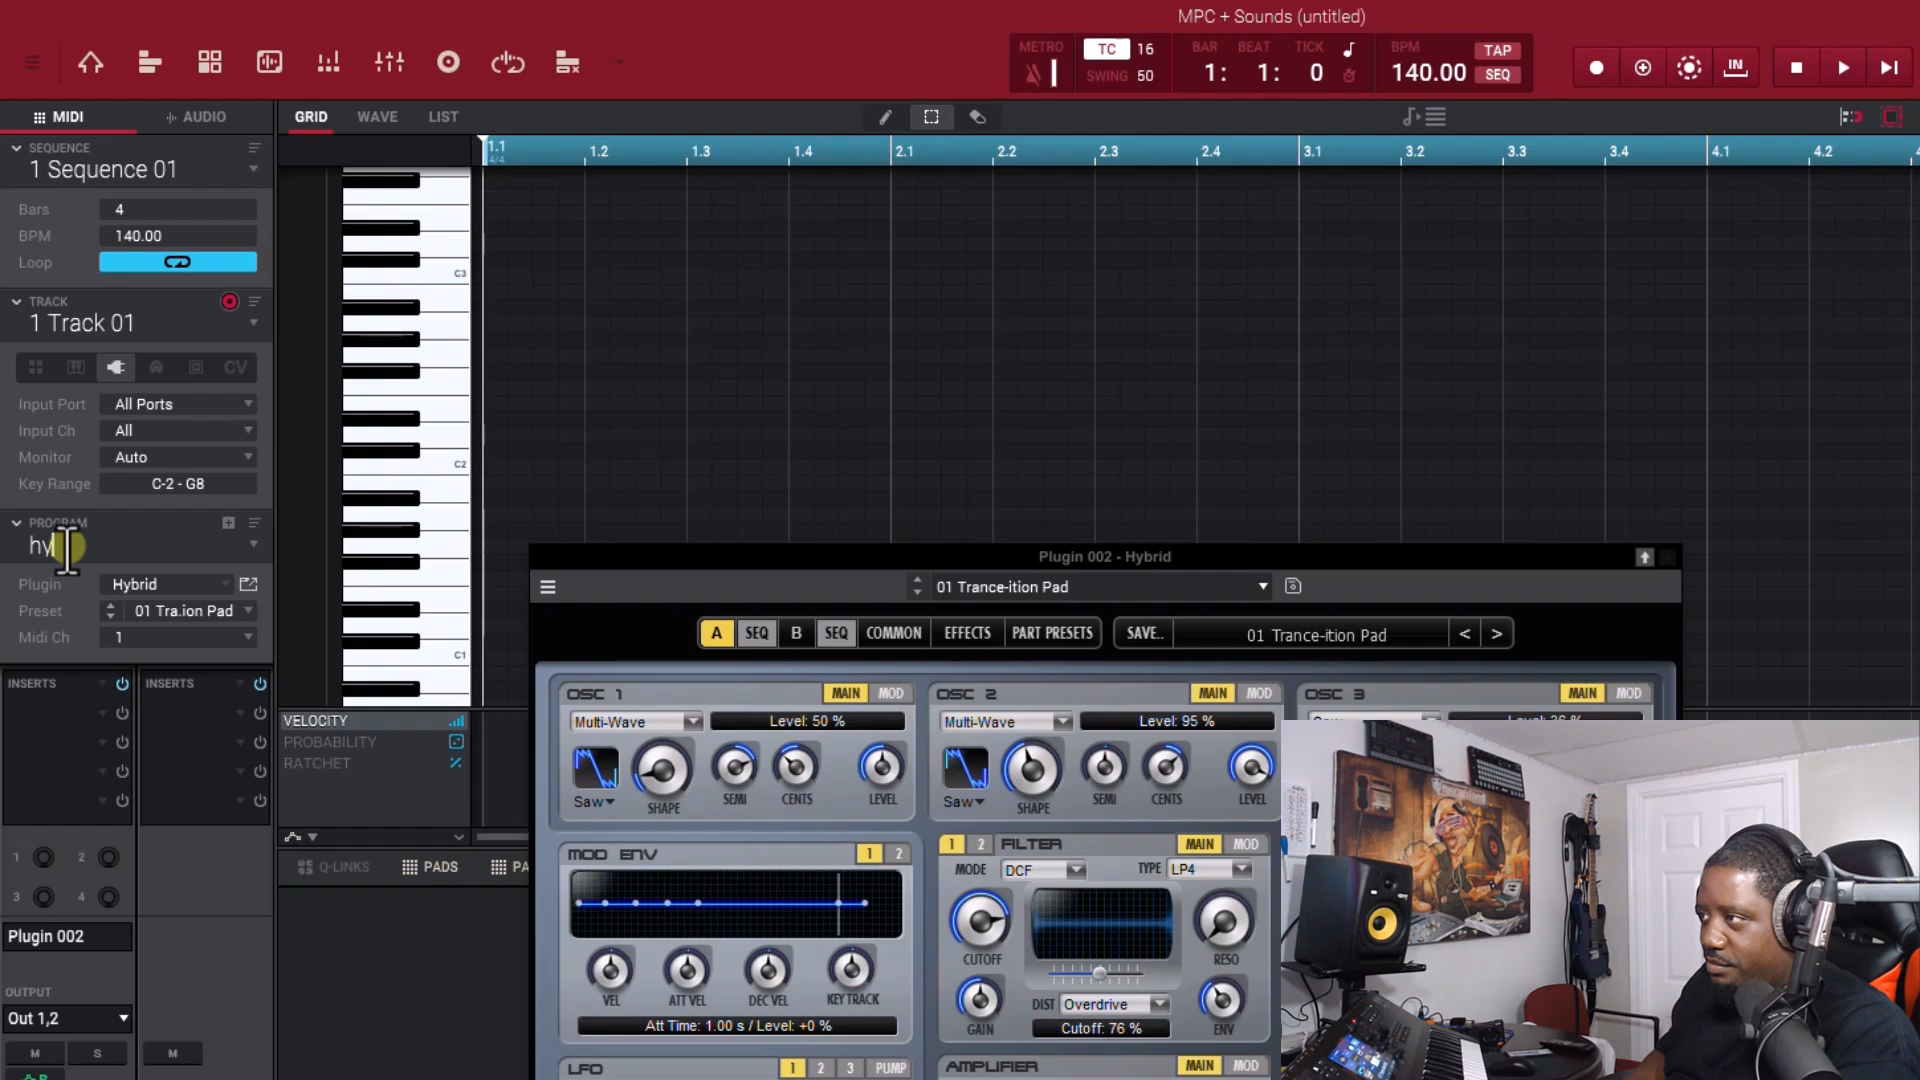 MPC + Sounds (untitled)
METRO
TC 16
SWING 50
BAR BEAT TICK
1: 1: 0
BPM
140.00
TAP
SEQ
IN
MIDI
AUDIO
GRID WAVE LIST
SEQUENCE
1 Sequence 01
Bars 4
BPM 140.00
Loop
TRACK
1 Track 01
CV
Input Port All Ports
Input Ch All
Monitor Auto
Key Range C-2 - G8
PROGRAM
hy
Plugin Hybrid
Preset 01 Tra.ion Pad
Midi Ch 1
INSERTS INSERTS
1 2
3 4
Plugin 002
OUTPUT
Out 1,2
M S M
1.1 1.2 1.3 1.4 2.1 2.2 2.3 2.4 3.1 3.2 3.3 3.4 4.1 4.2
4/4
C3
C2
C1
VELOCITY
PROBABILITY
RATCHET
Q-LINKS PADS PA
Plugin 002 - Hybrid
01 Trance-ition Pad
A SEQ B SEQ COMMON EFFECTS PART PRESETS SAVE.. 01 Trance-ition Pad < >
OSC 1 MAIN MOD
Multi-Wave Level: 50 %
Saw SHAPE SEMI CENTS LEVEL
OSC 2 MAIN MOD
Multi-Wave Level: 95 %
Saw SHAPE SEMI CENTS LEVEL
OSC 3 MAIN MOD
MOD ENV 1 2
VEL ATT VEL DEC VEL KEY TRACK
Att Time: 1.00 s / Level: +0 %
1 2 FILTER MAIN MOD
MODE DCF TYPE LP4
CUTOFF RESO
GAIN DIST Overdrive ENV
Cutoff: 76 %
LFO 1 2 3 PUMP
AMPLIFIER MAIN MOD